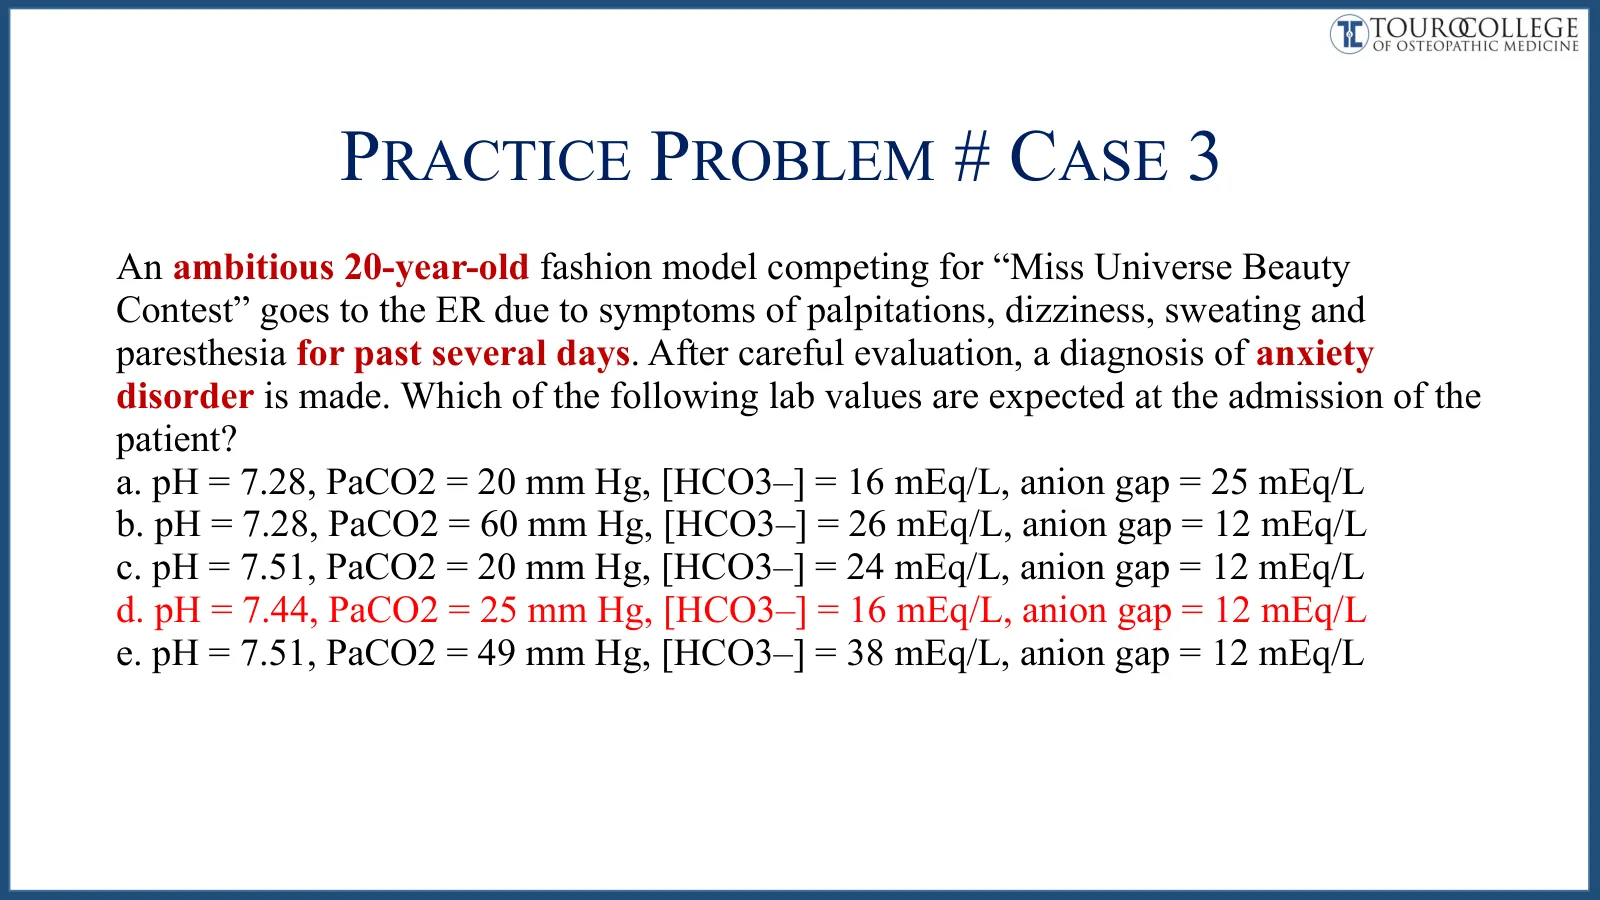 TOURO COLLEGE
OF OSTEOPATHIC MEDICINE
PRACTICE PROBLEM # CASE 3
An ambitious 20-year-old fashion model competing for “Miss Universe Beauty
Contest” goes to the ER due to symptoms of palpitations, dizziness, sweating and
paresthesia for past several days. After careful evaluation, a diagnosis of anxiety
disorder is made. Which of the following lab values are expected at the admission of the
patient?
a. pH = 7.28, PaCO2 = 20 mm Hg, [HCO3–] = 16 mEq/L, anion gap = 25 mEq/L
b. pH = 7.28, PaCO2 = 60 mm Hg, [HCO3–] = 26 mEq/L, anion gap = 12 mEq/L
c. pH = 7.51, PaCO2 = 20 mm Hg, [HCO3–] = 24 mEq/L, anion gap = 12 mEq/L
d. pH = 7.44, PaCO2 = 25 mm Hg, [HCO3–] = 16 mEq/L, anion gap = 12 mEq/L
e. pH = 7.51, PaCO2 = 49 mm Hg, [HCO3–] = 38 mEq/L, anion gap = 12 mEq/L